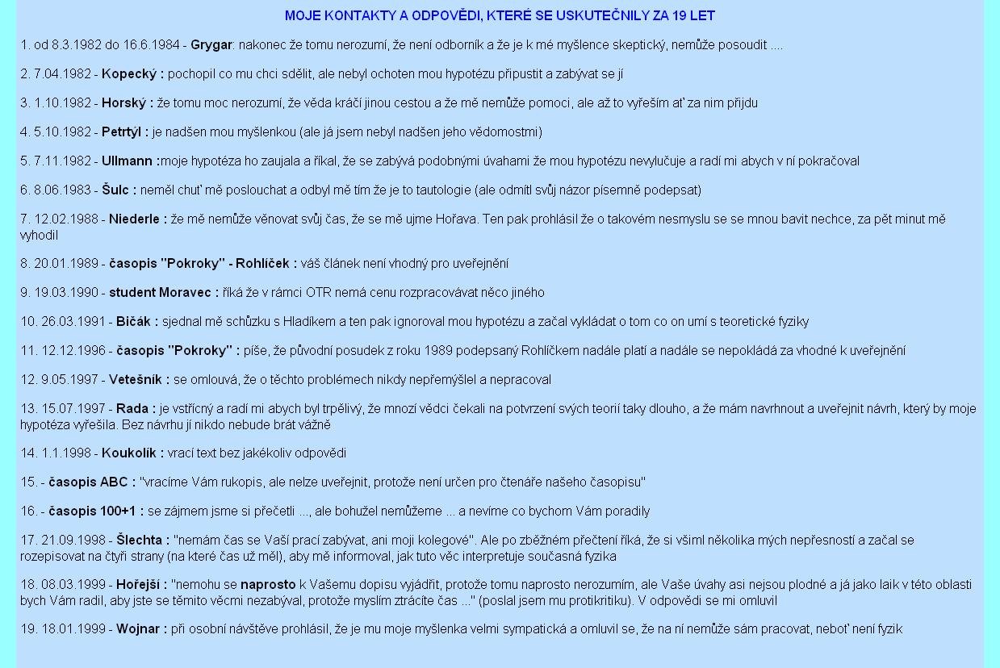 MOJE KONTAKTY A ODPOVĚDI, KTERÉ SE USKUTEČNILY ZA 19 LET
1. od 8.3.1982 do 16.6.1984 - Grygar: nakonec že tomu nerozumí, že není odborník a že je k mé myšlence skeptický, nemůže posoudit ....
2. 7.04.1982 - Kopecký : pochopil co mu chci sdělit, ale nebyl ochoten mou hypotézu připustit a zabývat se jí
3. 1.10.1982 - Horský : že tomu moc nerozumí, že věda kráčí jinou cestou a že mě nemůže pomoci, ale až to vyřeším ať za nim přijdu
4. 5.10.1982 - Petrtýl : je nadšen mou myšlenkou (ale já jsem nebyl nadšen jeho vědomostmi)
5. 7.11.1982 - Ullmann :moje hypotéza ho zaujala a říkal, že se zabývá podobnými úvahami že mou hypotézu nevylučuje a radí mi abych v ní pokračoval
6. 8.06.1983 - Šulc : neměl chuť mě poslouchat a odbyl mě tím že je to tautologie (ale odmítl svůj názor písemně podepsat)
7. 12.02.1988 - Niederle : že mě nemůže věnovat svůj čas, že se mě ujme Hořava. Ten pak prohlásil že o takovém nesmyslu se se mnou bavit nechce, za pět minut mě
vyhodil
8. 20.01.1989 - časopis "Pokroky" - Rohlíček : váš článek není vhodný pro uveřejnění
9. 19.03.1990 - student Moravec : říká že v rámci OTR nemá cenu rozpracovávat něco jiného
10. 26.03.1991 - Bičák : sjednal mě schůzku s Hladíkem a ten pak ignoroval mou hypotézu a začal vykládat o tom co on umí s teoretické fyziky
11. 12.12.1996 - časopis "Pokroky" : píše, že původní posudek z roku 1989 podepsaný Rohlíčkem nadále platí a nadále se nepokládá za vhodné k uveřejnění
12. 9.05.1997 - Vetešník : se omlouvá, že o těchto problémech nikdy nepřemýšlel a nepracoval
13. 15.07.1997 - Rada : je vstřícný a radí mi abych byl trpělivý, že mnozí vědci čekali na potvrzení svých teorií taky dlouho, a že mám navrhnout a uveřejnit návrh, který by moje
hypotéza vyřešila. Bez návrhu jí nikdo nebude brát vážně
14. 1.1.1998 - Koukolík : vrací text bez jakékoliv odpovědi
15. - časopis ABC : "vracíme Vám rukopis, ale nelze uveřejnit, protože není určen pro čtenáře našeho časopisu"
16. - časopis 100+1 : se zájmem jsme si přečetli ..., ale bohužel nemůžeme ... a nevíme co bychom Vám poradily
17. 21.09.1998 - Šlechta : "nemám čas se Vaší prací zabývat, ani moji kolegové". Ale po zběžném přečtení říká, že si všiml několika mých nepřesností a začal se
rozepisovat na čtyři strany (na které čas už měl), aby mě informoval, jak tuto věc interpretuje současná fyzika
18. 08.03.1999 - Hořejší : "nemohu se naprosto k Vašemu dopisu vyjádřit, protože tomu naprosto nerozumím, ale Vaše úvahy asi nejsou plodné a já jako laik v této oblasti
bych Vám radil, aby jste se těmito věcmi nezabýval, protože myslím ztrácíte čas ..." (poslal jsem mu protikritiku). V odpovědi se mi omluvil
19. 18.01.1999 - Wojnar : při osobní návštěve prohlásil, že je mu moje myšlenka velmi sympatická a omluvil se, že na ní nemůže sám pracovat, neboť není fyzik